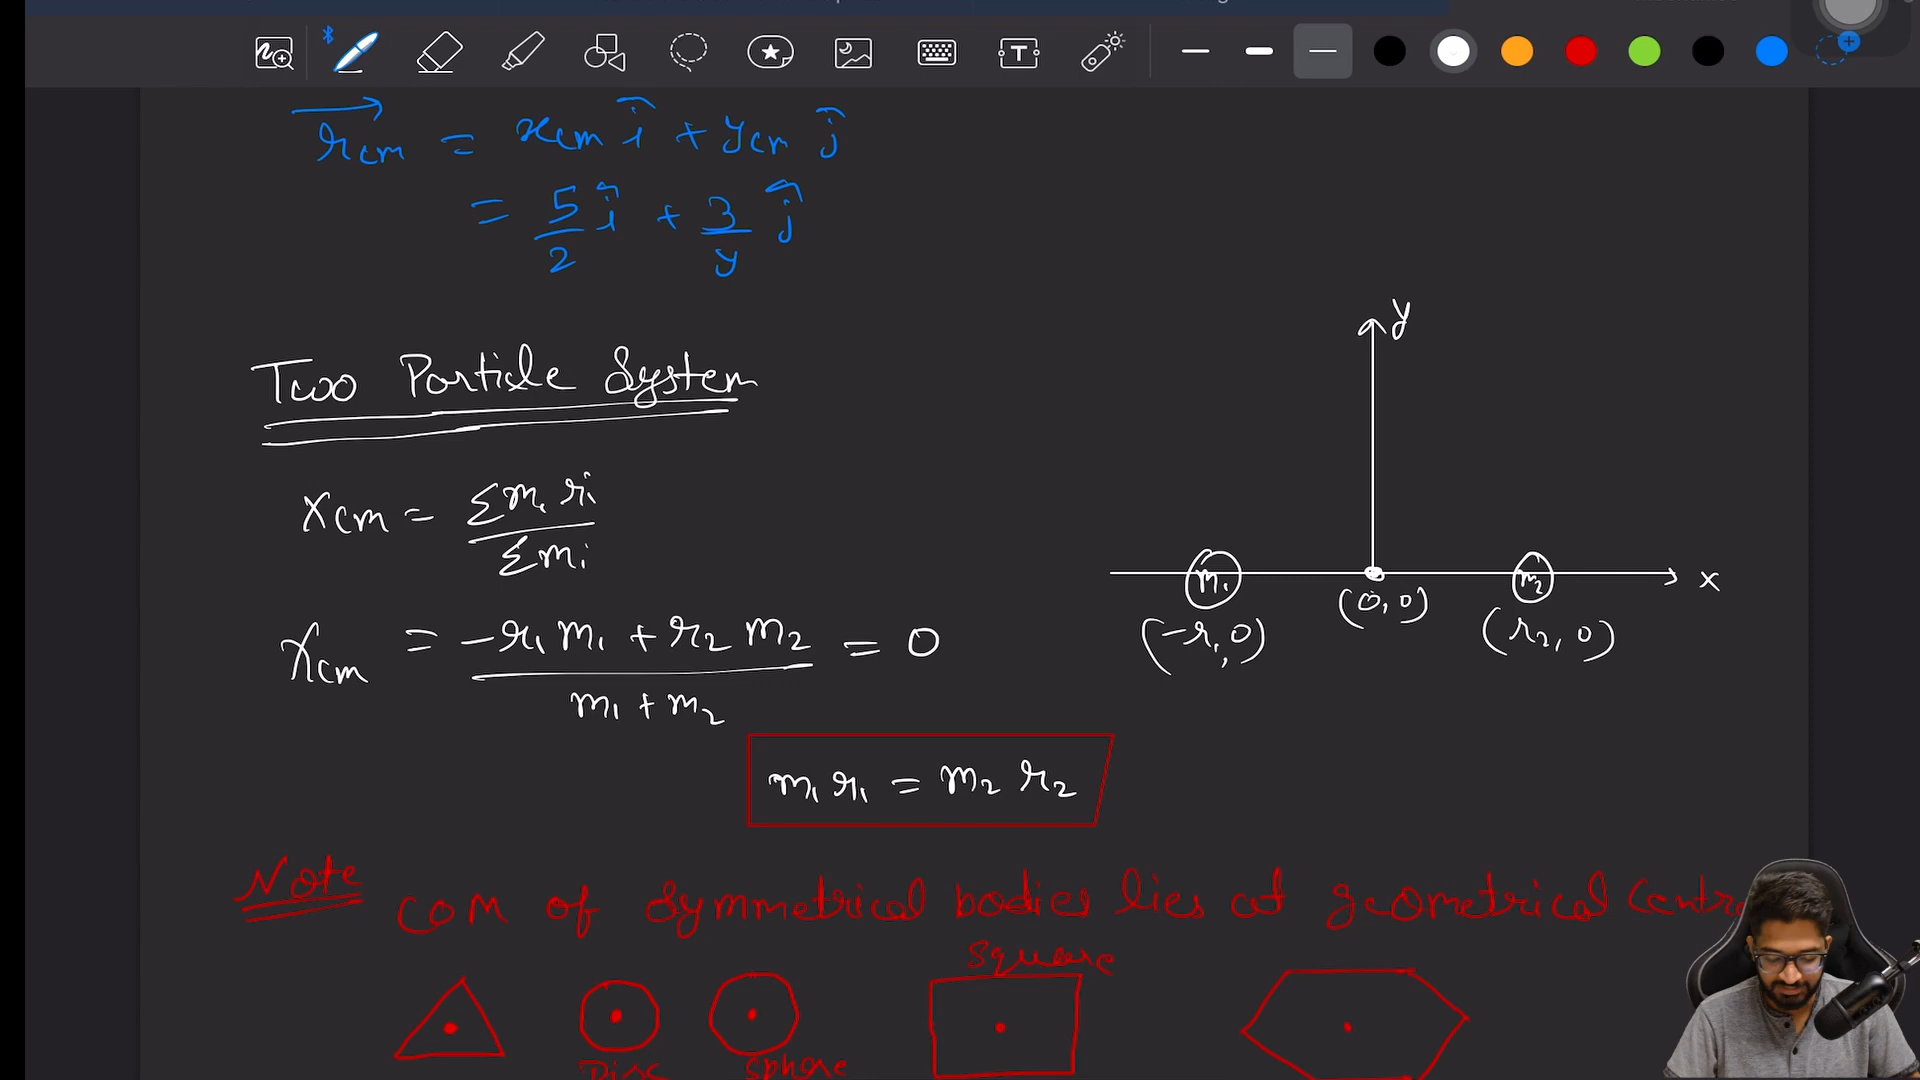 r⃗cm = xcm î + ycm ĵ
= 5/2 î + 3/y ĵ
y
Two Particle System
Xcm = Σmi ri / Σmi
m1 m2 x
(0,0)
(-r1,0) (r2,0)
Xcm = -r1 m1 + r2 m2 / m1 + m2 = 0
m1 r1 = m2 r2
Note COM of Symmetrical bodies lies at geometrical Centre
Square
Disc Sphere